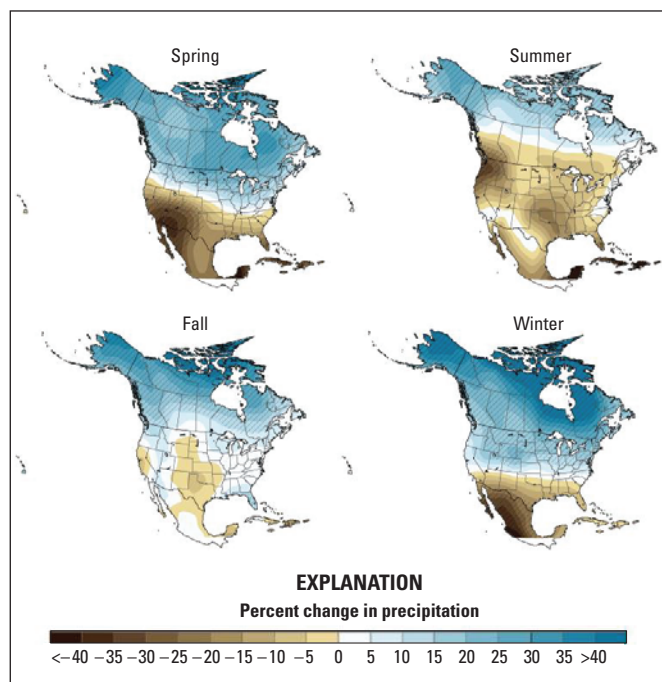 Spring
Summer
Fall
Winter
EXPLANATION
Percent change in precipitation
<−40 −35 −30 −25 −20 −15 −10 −5 0 5 10 15 20 25 30 35 >40